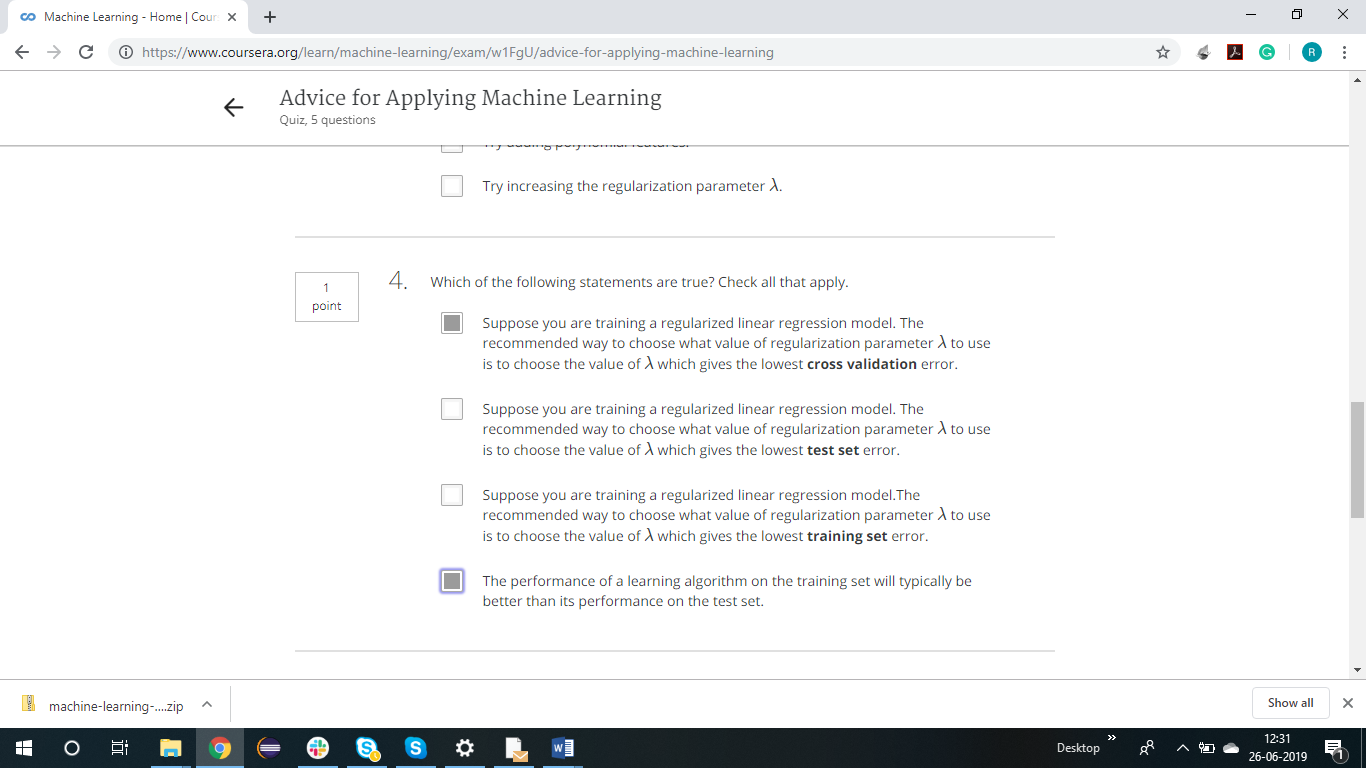 Machine Learning - Home | Cour
https://www.coursera.org/learn/machine-learning/exam/w1FgU/advice-for-applying-machine-learning
R
Advice for Applying Machine Learning
Quiz, 5 questions
Try adding polynomial features.
Try increasing the regularization parameter λ.
1
point
4.
Which of the following statements are true? Check all that apply.
Suppose you are training a regularized linear regression model. The
recommended way to choose what value of regularization parameter λ to use
is to choose the value of λ which gives the lowest cross validation error.
Suppose you are training a regularized linear regression model. The
recommended way to choose what value of regularization parameter λ to use
is to choose the value of λ which gives the lowest test set error.
Suppose you are training a regularized linear regression model.The
recommended way to choose what value of regularization parameter λ to use
is to choose the value of λ which gives the lowest training set error.
The performance of a learning algorithm on the training set will typically be
better than its performance on the test set.
machine-learning-....zip
Show all
Desktop
12:31
26-06-2019
1